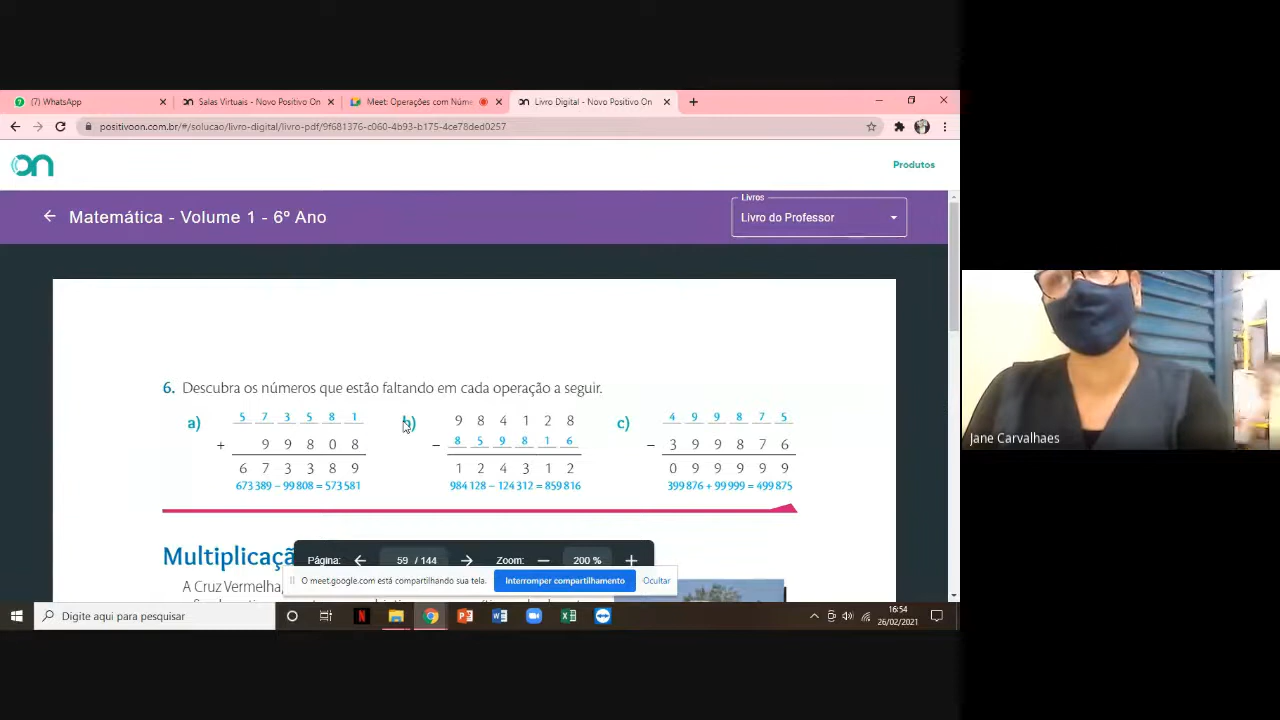 (7) WhatsApp
Salas Virtuais - Novo Positivo On
Meet: Operações com Núme
Livro Digital - Novo Positivo On
positivoon.com.br/#/solucao/livro-digital/livro-pdf/9f681376-c060-4b93-b175-4ce78ded0257
on
Produtos
Matemática - Volume 1 - 6º Ano
Livros
Livro do Professor
6. Descubra os números que estão faltando em cada operação a seguir.
a) 5 7 3 5 8 1
+ 9 9 8 0 8
6 7 3 3 8 9
673 389 – 99 808 = 573 581
b) 9 8 4 1 2 8
– 8 5 9 8 1 6
1 2 4 3 1 2
984 128 – 124 312 = 859 816
c) 4 9 9 8 7 5
– 3 9 9 8 7 6
0 9 9 9 9 9
399 876 + 99 999 = 499 875
Multiplicaçã
A Cruz Vermelha,
Página: 59 / 144 Zoom: 200 %
O meet.google.com está compartilhando sua tela.
Interromper compartilhamento
Ocultar
Digite aqui para pesquisar
16:54
26/02/2021
Jane Carvalhaes